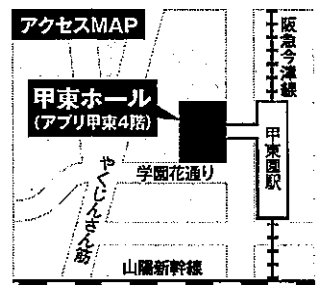 アクセスMAP
阪急今津線
甲東ホール
(アプリ甲東4階)
甲東園駅
学園花通り
やくじんさん筋
山陽新幹線